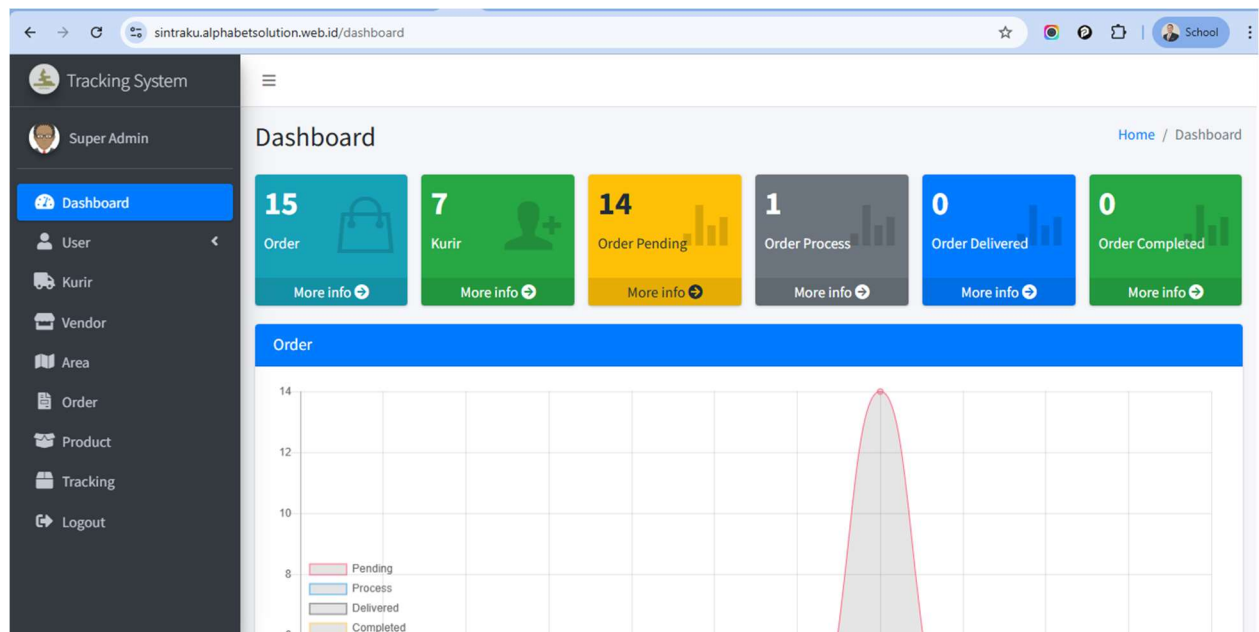 sintraku.alphabetsolution.web.id/dashboard
School
Tracking System
Super Admin
Dashboard
User
Kurir
Vendor
Area
Order
Product
Tracking
Logout
Dashboard
Home / Dashboard
15
Order
More info
7
Kurir
More info
14
Order Pending
More info
1
Order Process
More info
0
Order Delivered
More info
0
Order Completed
More info
Order
14
12
10
8
Pending
Process
Delivered
Completed